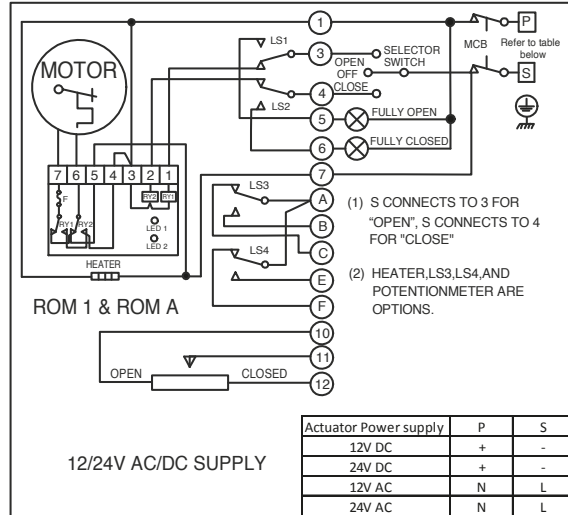 MOTOR
7 6 5 4 3 2 1
F
RY1 RY2
RY2 RY1
LED 1
LED 2
HEATER
ROM 1 & ROM A
LS1
LS2
LS3
LS4
1
3
4
5
6
7
A
B
C
E
F
10
11
12
OPEN
OFF
CLOSE
SELECTOR
SWITCH
FULLY OPEN
FULLY CLOSED
MCB
P
Refer to table
below
S
(1) S CONNECTS TO 3 FOR
“OPEN”, S CONNECTS TO 4
FOR "CLOSE"
(2) HEATER,LS3,LS4,AND
POTENTIONMETER ARE
OPTIONS.
OPEN CLOSED
12/24V AC/DC SUPPLY
Actuator Power supply P S
12V DC + -
24V DC + -
12V AC N L
24V AC N L